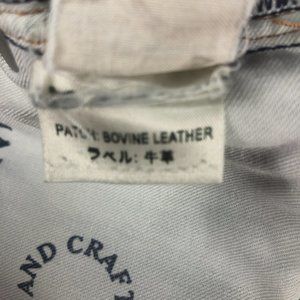 PATCH: BOVINE LEATHER
ラベル: 牛革
AND CRAFT